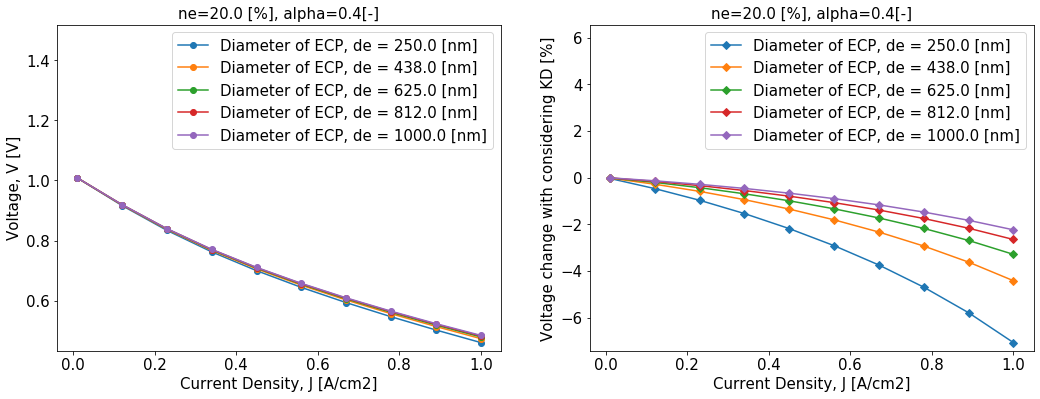 ne=20.0 [%], alpha=0.4[-]
Voltage, V [V]
1.4
1.2
1.0
0.8
0.6
Diameter of ECP, de = 250.0 [nm]
Diameter of ECP, de = 438.0 [nm]
Diameter of ECP, de = 625.0 [nm]
Diameter of ECP, de = 812.0 [nm]
Diameter of ECP, de = 1000.0 [nm]
0.0 0.2 0.4 0.6 0.8 1.0
Current Density, J [A/cm2]
ne=20.0 [%], alpha=0.4[-]
Voltage change with considering KD [%]
6
4
2
0
−2
−4
−6
Diameter of ECP, de = 250.0 [nm]
Diameter of ECP, de = 438.0 [nm]
Diameter of ECP, de = 625.0 [nm]
Diameter of ECP, de = 812.0 [nm]
Diameter of ECP, de = 1000.0 [nm]
0.0 0.2 0.4 0.6 0.8 1.0
Current Density, J [A/cm2]